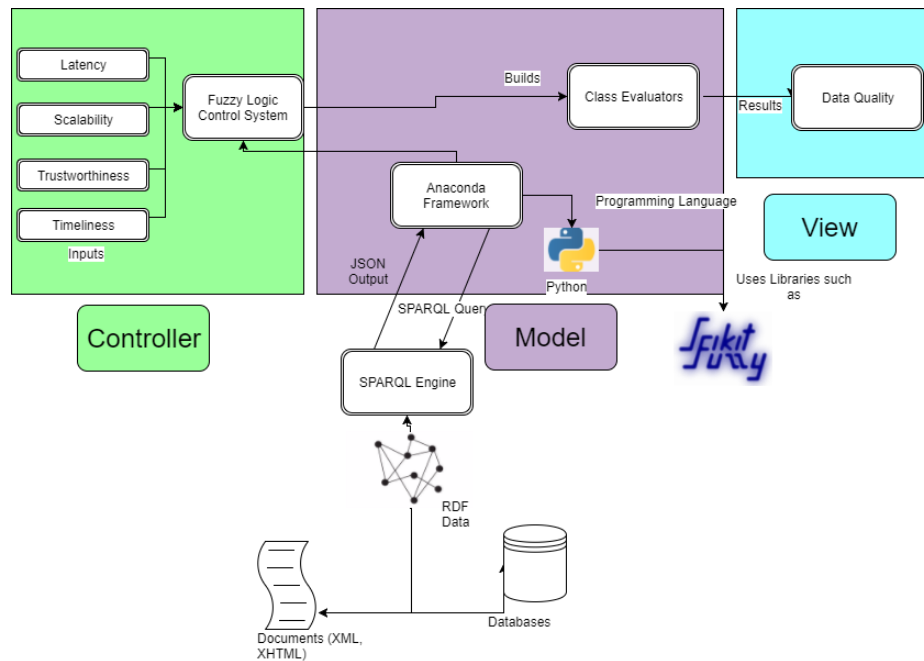 Latency
Scalability
Trustworthiness
Timeliness
Inputs
Fuzzy Logic
Control System
Builds
Class Evaluators
Results
Data Quality
Anaconda
Framework
Programming Language
Python
JSON
Output
SPARQL Quer
View
Uses Libraries such
as
Controller
Model
Scikit
Fuzzy
SPARQL Engine
RDF
Data
Databases
Documents (XML,
XHTML)